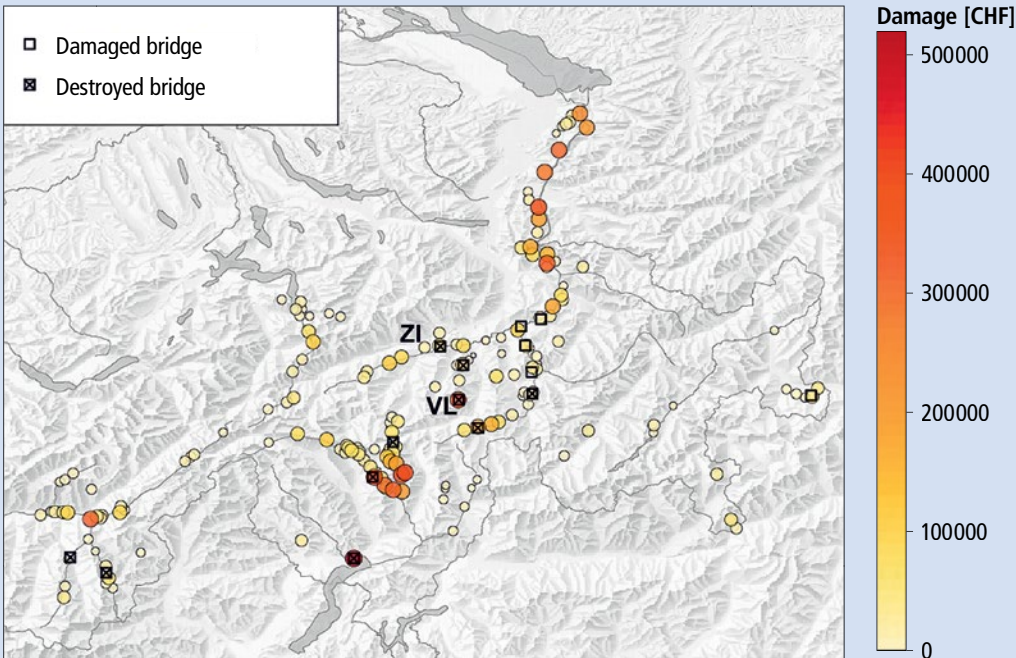 Damage [CHF]
Damaged bridge
Destroyed bridge
500000
400000
300000
200000
100000
0
ZI
VL